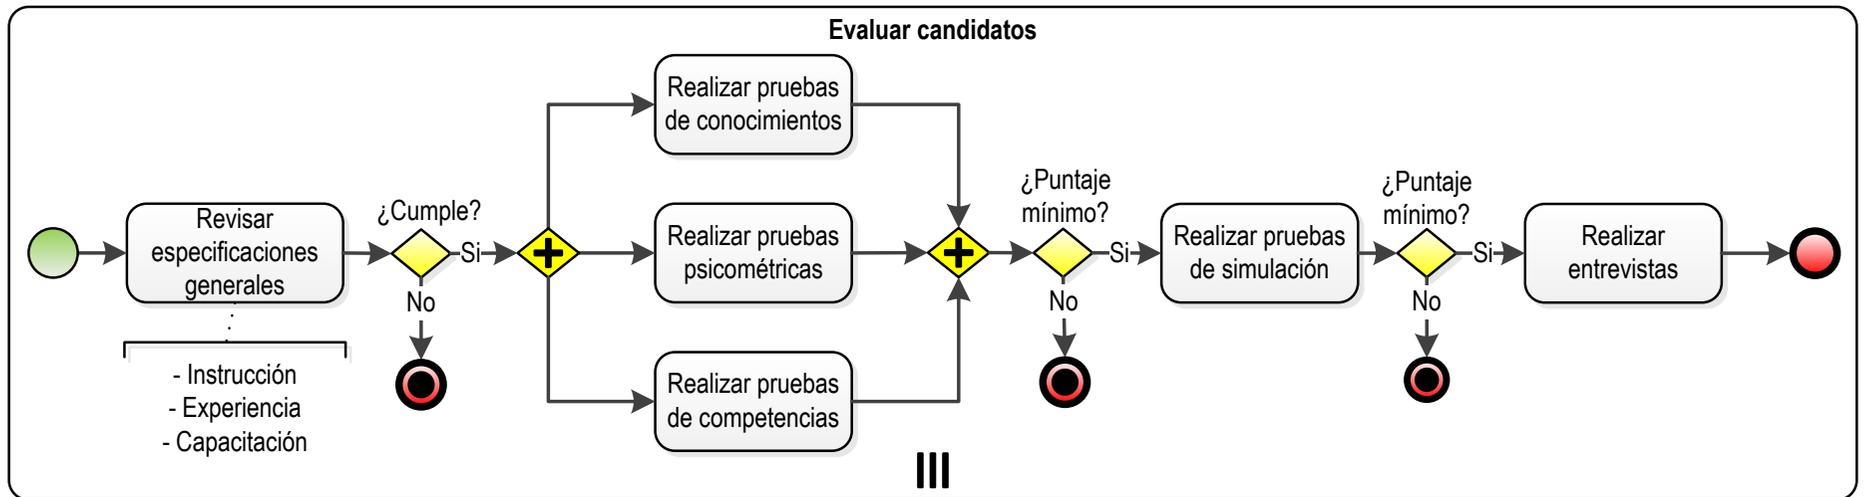 Evaluar candidatos
Revisar
especificaciones
generales
- Instrucción
- Experiencia
- Capacitación
¿Cumple?
Si
No
Realizar pruebas
de conocimientos
Realizar pruebas
psicométricas
Realizar pruebas
de competencias
¿Puntaje
mínimo?
Si
No
Realizar pruebas
de simulación
¿Puntaje
mínimo?
Si
No
Realizar
entrevistas